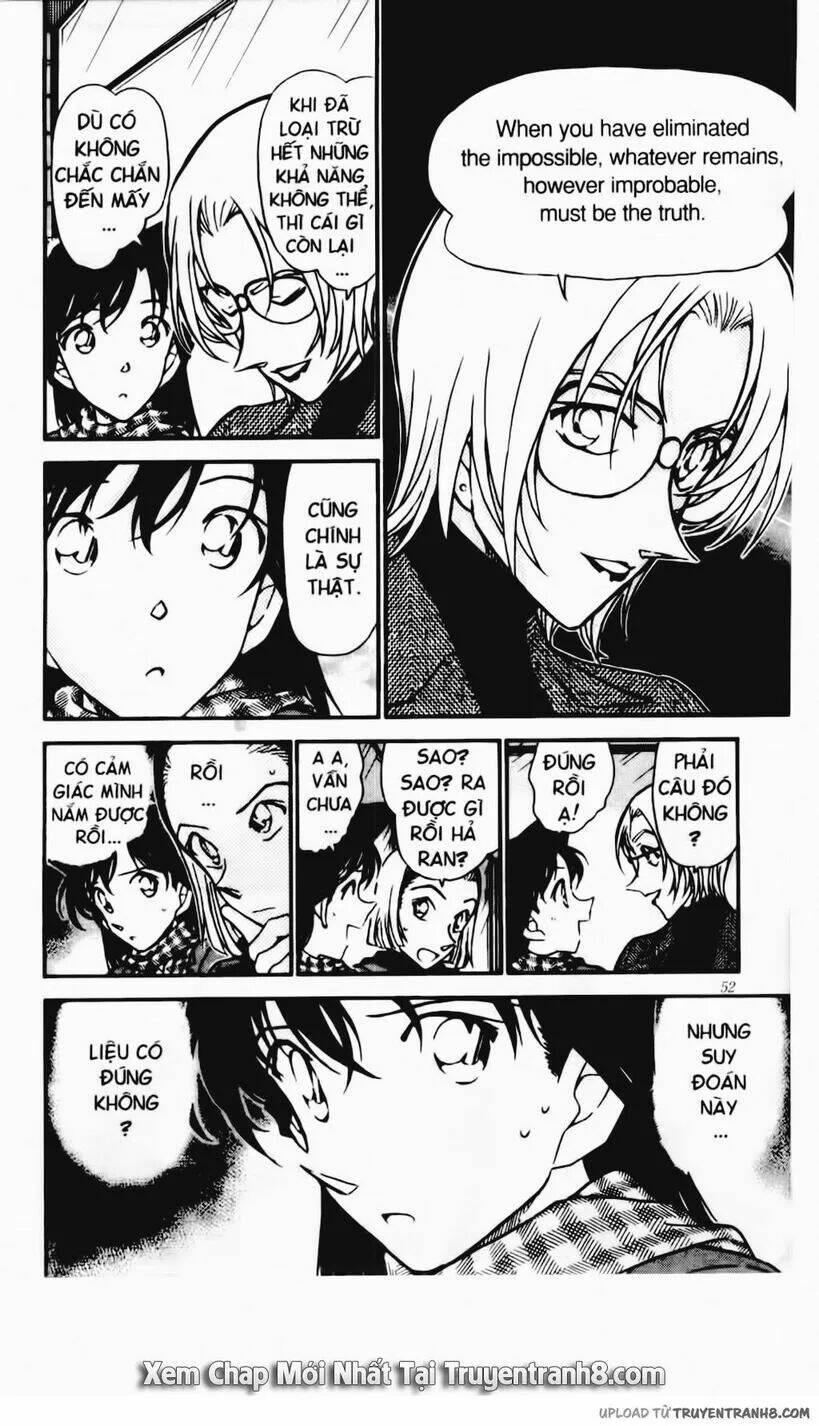 When you have eliminated
the impossible, whatever remains,
however improbable,
must be the truth.
KHI ĐÃ
LOẠI TRỪ
HẾT NHỮNG
KHẢ NĂNG
KHÔNG THỂ,
THÌ CÁI GÌ
CÒN LẠI
...
DÙ CÓ
KHÔNG
CHẮC CHẮN
ĐẾN MẤY
...
CŨNG
CHÍNH
LÀ SỰ
THẬT.
PHẢI
CÂU ĐÓ
KHÔNG
?
ĐÚNG
RỒI
Ạ!
SAO?
SAO? RA
ĐƯỢC GÌ
RỒI HẢ
RAN?
A A,
VẪN
CHƯA
...
RỒI
...
CÓ CẢM
GIÁC MÌNH
NẮM ĐƯỢC
RỒI...
52
NHƯNG
SUY
ĐOÁN
NÀY
...
LIỆU CÓ
ĐÚNG
KHÔNG
?
Xem Chap Mới Nhất Tại Truyentranh8.com
UPLOAD TỪ TRUYENTRANH8.COM